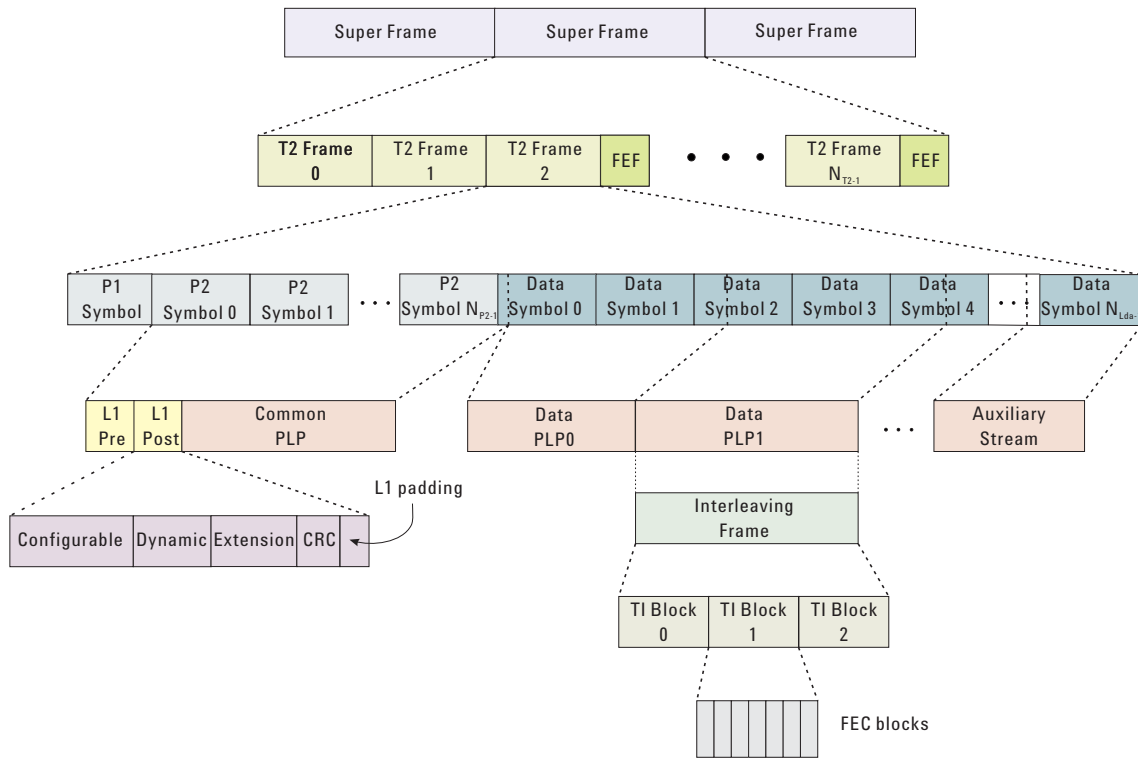 Super Frame Super Frame Super Frame
T2 Frame 0 T2 Frame 1 T2 Frame 2 FEF • • • T2 Frame N_T2-1 FEF
P1 Symbol P2 Symbol 0 P2 Symbol 1 • • • P2 Symbol N_P2-1 Data Symbol 0 Data Symbol 1 Data Symbol 2 Data Symbol 3 Data Symbol 4 • • • Data Symbol N_Lda-
L1 Pre L1 Post Common PLP Data PLP0 Data PLP1 • • • Auxiliary Stream
L1 padding
Configurable Dynamic Extension CRC
Interleaving Frame
TI Block 0 TI Block 1 TI Block 2
FEC blocks